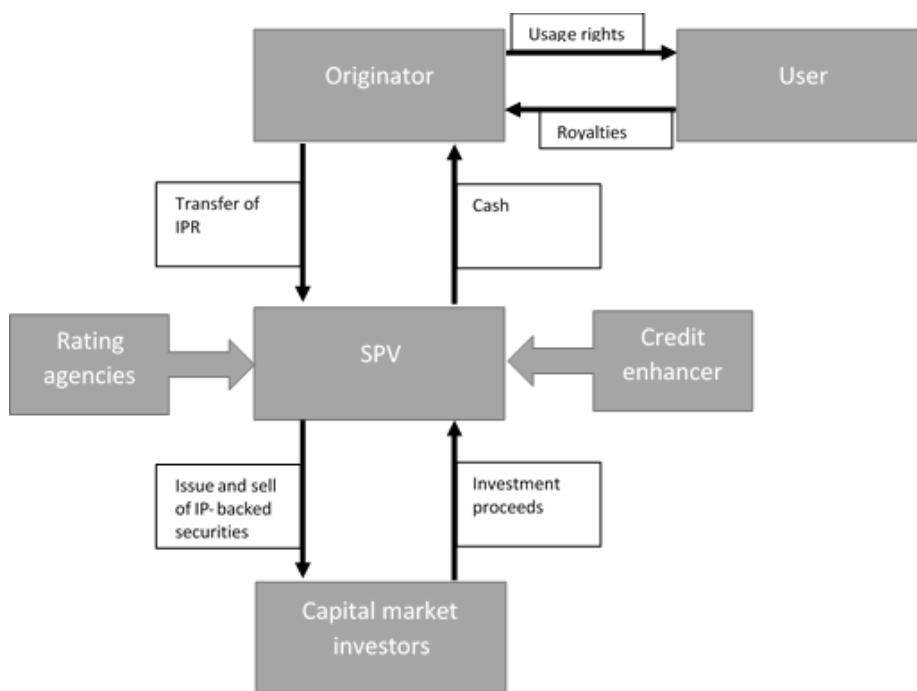 Usage rights
Originator
User
Royalties
Transfer of
IPR
Cash
Rating
agencies
SPV
Credit
enhancer
Issue and sell
of IP- backed
securities
Investment
proceeds
Capital market
investors